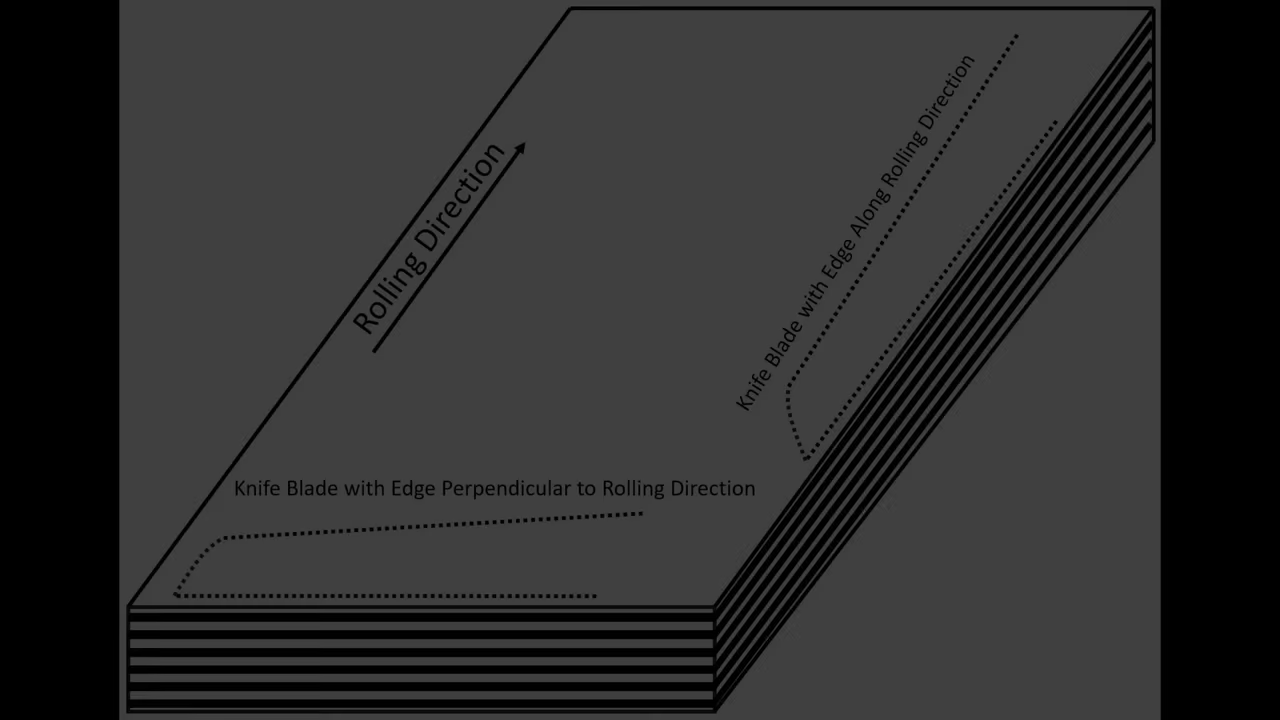 Rolling Direction
Knife Blade with Edge Along Rolling Direction
Knife Blade with Edge Perpendicular to Rolling Direction